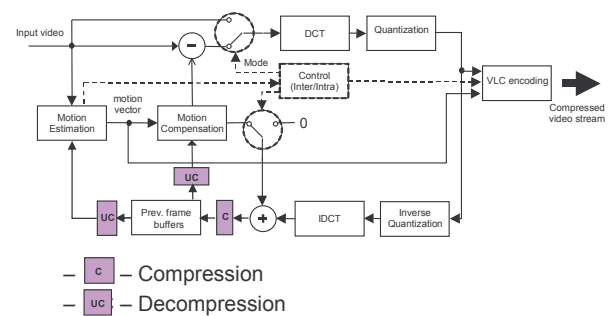 Input video
DCT
Quantization
Mode
Control
(Inter/Intra)
VLC encoding
Compressed
video stream
motion
vector
Motion
Estimation
Motion
Compensation
0
UC
UC
Prev. frame
buffers
C
+
IDCT
Inverse
Quantization
– C – Compression
– UC – Decompression